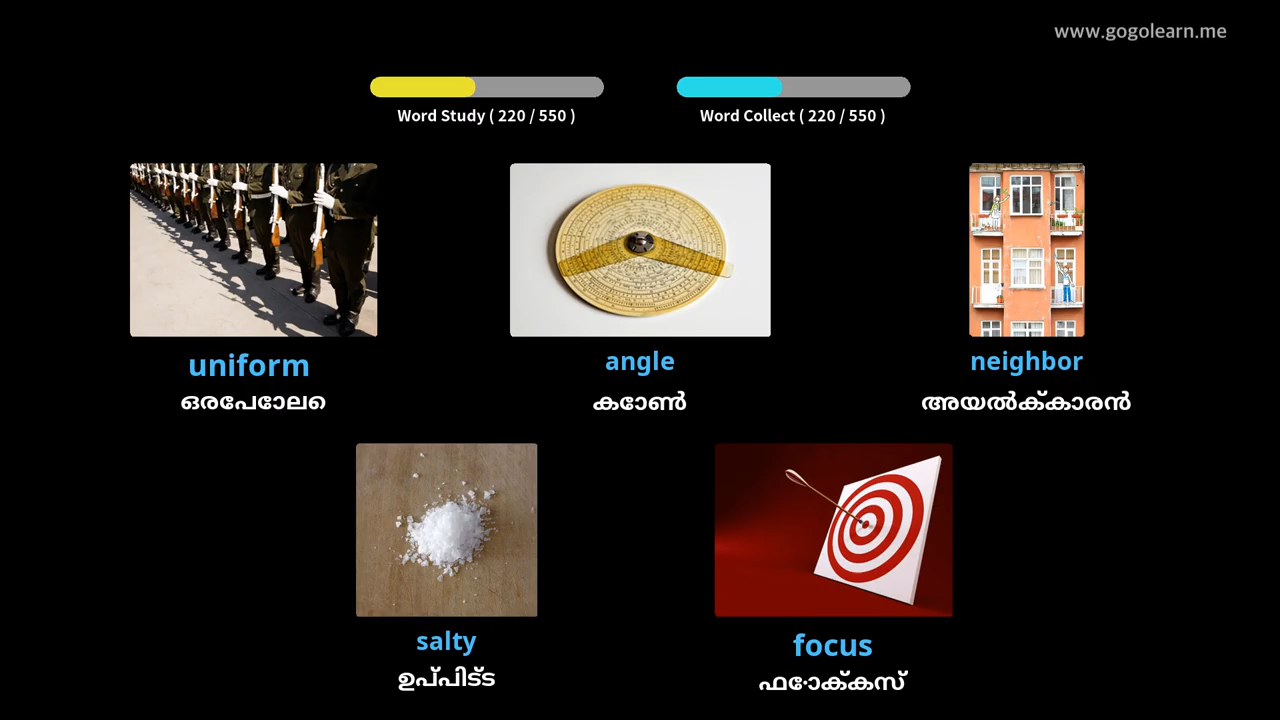 www.gogolearn.me
Word Study ( 220 / 550 )
Word Collect ( 220 / 550 )
uniform
ഒരേപോലെ
angle
കോൺ
neighbor
അയൽക്കാരൻ
salty
ഉപ്പിട്ട
focus
ഫോക്കസ്